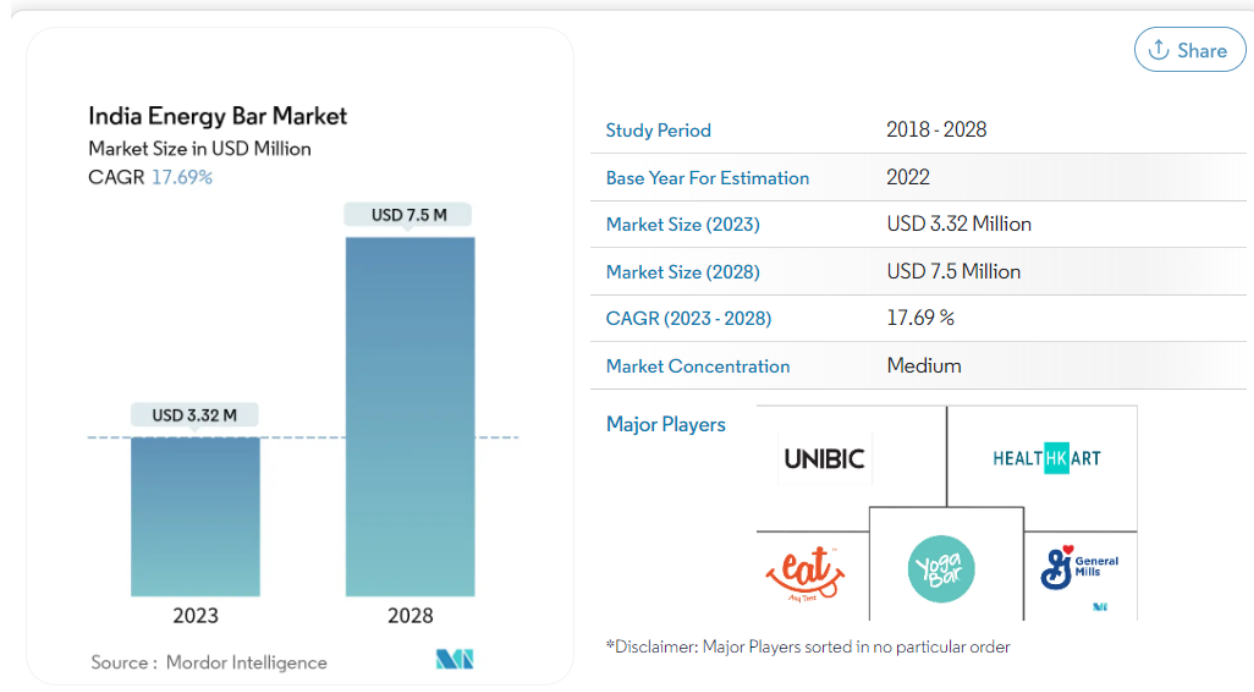 Share
India Energy Bar Market
Market Size in USD Million
CAGR 17.69%
USD 7.5 M
USD 3.32 M
2023 2028
Source : Mordor Intelligence
Study Period 2018 - 2028
Base Year For Estimation 2022
Market Size (2023) USD 3.32 Million
Market Size (2028) USD 7.5 Million
CAGR (2023 - 2028) 17.69 %
Market Concentration Medium
Major Players
UNIBIC
HEALTHKART
eat
Any Time
Yoga
Bar
General
Mills
*Disclaimer: Major Players sorted in no particular order